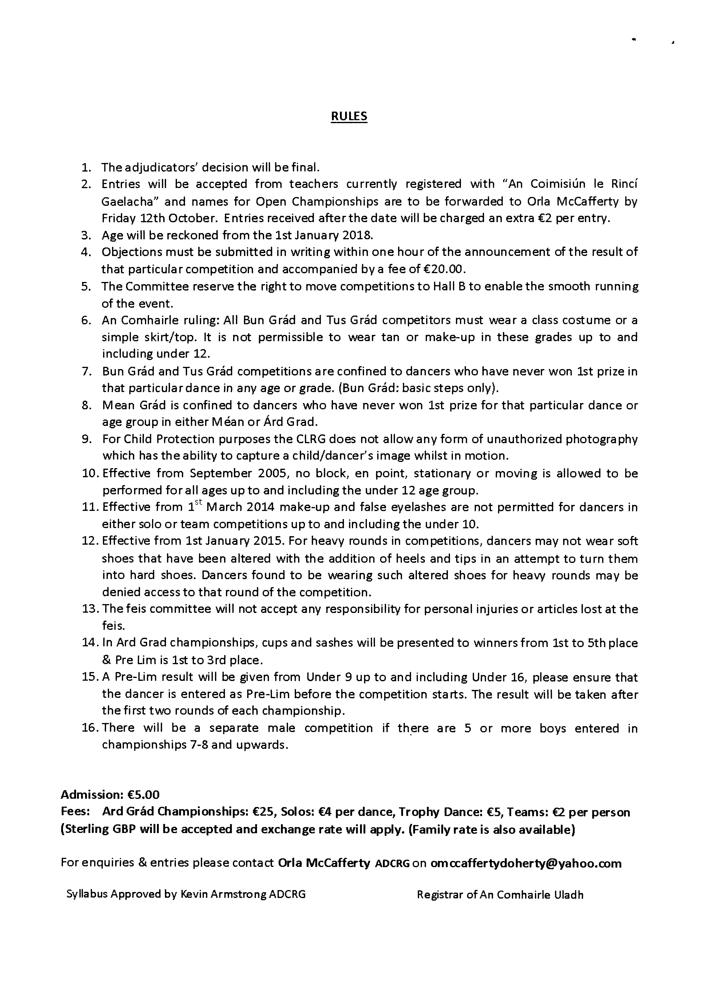 RULES
1. The adjudicators’ decision will be final.
2. Entries will be accepted from teachers currently registered with “An Coimisiún le Rincí
Gaelacha” and names for Open Championships are to be forwarded to Orla McCafferty by
Friday 12th October. Entries received after the date will be charged an extra €2 per entry.
3. Age will be reckoned from the 1st January 2018.
4. Objections must be submitted in writing within one hour of the announcement of the result of
that particular competition and accompanied by a fee of €20.00.
5. The Committee reserve the right to move competitions to Hall B to enable the smooth running
of the event.
6. An Comhairle ruling: All Bun Grád and Tus Grád competitors must wear a class costume or a
simple skirt/top. It is not permissible to wear tan or make-up in these grades up to and
including under 12.
7. Bun Grád and Tus Grád competitions are confined to dancers who have never won 1st prize in
that particular dance in any age or grade. (Bun Grád: basic steps only).
8. Mean Grád is confined to dancers who have never won 1st prize for that particular dance or
age group in either Méan or Árd Grad.
9. For Child Protection purposes the CLRG does not allow any form of unauthorized photography
which has the ability to capture a child/dancer’s image whilst in motion.
10. Effective from September 2005, no block, en point, stationary or moving is allowed to be
performed for all ages up to and including the under 12 age group.
11. Effective from 1st March 2014 make-up and false eyelashes are not permitted for dancers in
either solo or team competitions up to and including the under 10.
12. Effective from 1st January 2015. For heavy rounds in competitions, dancers may not wear soft
shoes that have been altered with the addition of heels and tips in an attempt to turn them
into hard shoes. Dancers found to be wearing such altered shoes for heavy rounds may be
denied access to that round of the competition.
13. The feis committee will not accept any responsibility for personal injuries or articles lost at the
feis.
14. In Ard Grad championships, cups and sashes will be presented to winners from 1st to 5th place
& Pre Lim is 1st to 3rd place.
15. A Pre-Lim result will be given from Under 9 up to and including Under 16, please ensure that
the dancer is entered as Pre-Lim before the competition starts. The result will be taken after
the first two rounds of each championship.
16. There will be a separate male competition if there are 5 or more boys entered in
championships 7-8 and upwards.
Admission: €5.00
Fees: Ard Grád Championships: €25, Solos: €4 per dance, Trophy Dance: €5, Teams: €2 per person
(Sterling GBP will be accepted and exchange rate will apply. (Family rate is also available)
For enquiries & entries please contact Orla McCafferty ADCRG on omccaffertydoherty@yahoo.com
Syllabus Approved by Kevin Armstrong ADCRG Registrar of An Comhairle Uladh